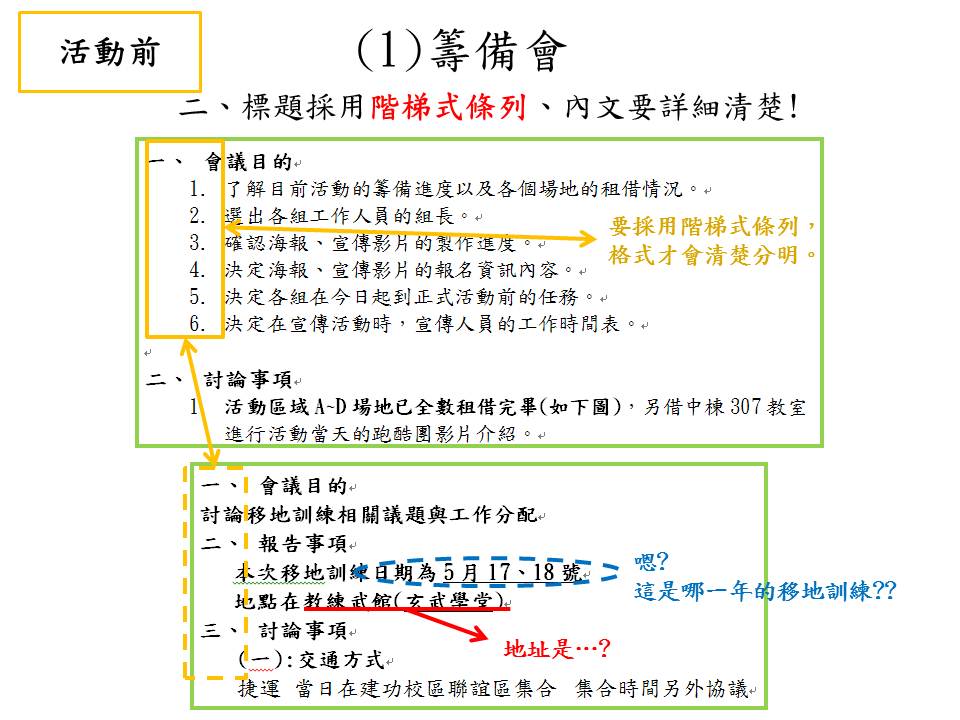 活動前
(1)籌備會
二、標題採用階梯式條列、內文要詳細清楚!
一、 會議目的
1. 了解目前活動的籌備進度以及各個場地的租借情況。
2. 選出各組工作人員的組長。
3. 確認海報、宣傳影片的製作進度。
4. 決定海報、宣傳影片的報名資訊內容。
5. 決定各組在今日起到正式活動前的任務。
6. 決定在宣傳活動時,宣傳人員的工作時間表。
要採用階梯式條列,
格式才會清楚分明。
二、 討論事項
1. 活動區域 A~D 場地已全數租借完畢(如下圖),另借中棟 307 教室
進行活動當天的跑酷團影片介紹。
一、 會議目的
討論移地訓練相關議題與工作分配
二、 報告事項
本次移地訓練日期為 5 月 17、18 號
地點在教練武館(玄武學堂)
三、 討論事項
(一):交通方式
捷運 當日在建功校區聯誼區集合 集合時間另外協議
嗯?
這是哪一年的移地訓練??
地址是…?